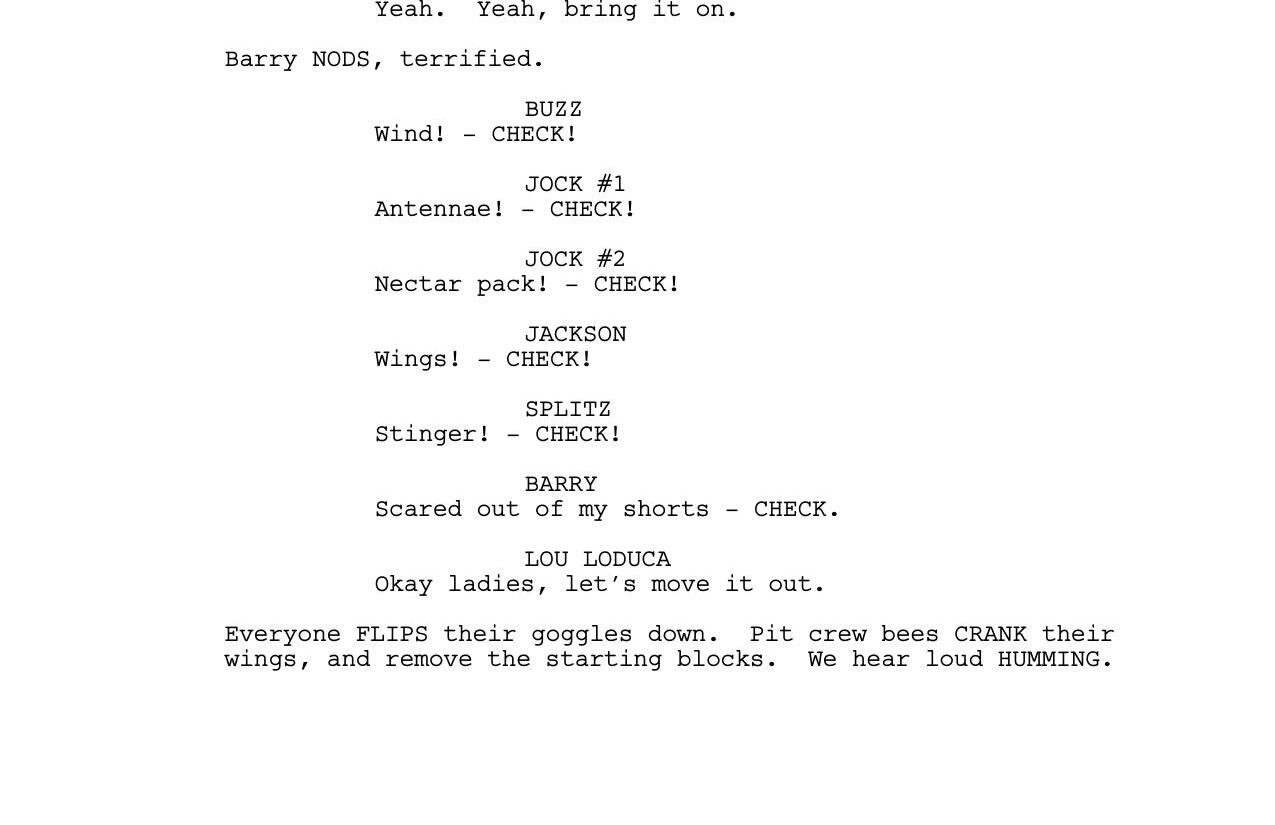 Yeah.  Yeah, bring it on.
Barry NODS, terrified.
BUZZ
Wind! – CHECK!
JOCK #1
Antennae! – CHECK!
JOCK #2
Nectar pack! – CHECK!
JACKSON
Wings! – CHECK!
SPLITZ
Stinger! – CHECK!
BARRY
Scared out of my shorts – CHECK.
LOU LODUCA
Okay ladies, let’s move it out.
Everyone FLIPS their goggles down.  Pit crew bees CRANK their
wings, and remove the starting blocks.  We hear loud HUMMING.